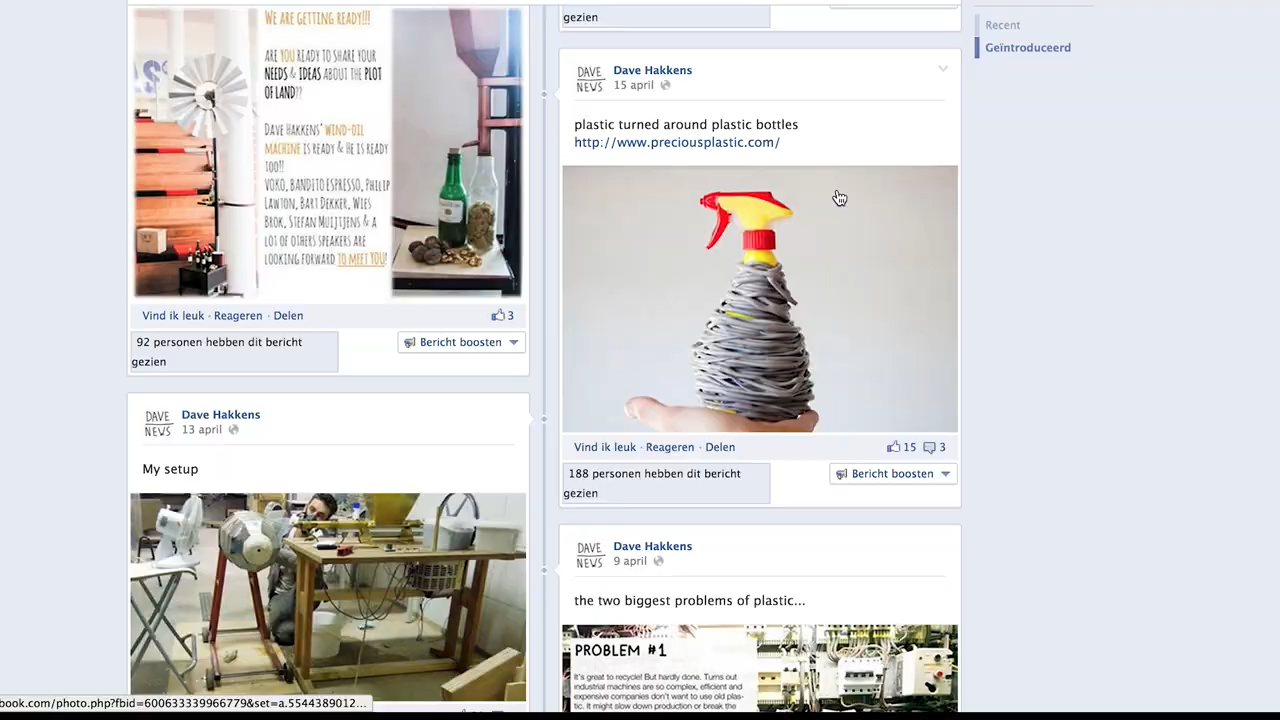 WE ARE GETTING READY!!!
ARE YOU READY TO SHARE YOUR
NEEDS & IDEAS ABOUT THE PLOT
OF LAND??
DAVE HAKKENS' WIND-OIL
MACHINE IS READY & HE IS READY
TOO!!
VOKO, BANDITO ESPRESSO, PHILIP
LAWTON, BART DEKKER, WIES
BROK, STEFAN MUIJTJENS & A
LOT OF OTHERS SPEAKERS ARE
LOOKING FORWARD TO MEET YOU!
Vind ik leuk · Reageren · Delen
3
92 personen hebben dit bericht
gezien
Bericht boosten
DAVE
NEWS
Dave Hakkens
13 april
My setup
book.com/photo.php?fbid=600633339966779&set=a.5544389012...
gezien
DAVE
NEWS
Dave Hakkens
15 april
plastic turned around plastic bottles
http://www.preciousplastic.com/
Vind ik leuk · Reageren · Delen
15 3
188 personen hebben dit bericht
gezien
Bericht boosten
DAVE
NEWS
Dave Hakkens
9 april
the two biggest problems of plastic...
PROBLEM #1
It's great to recycle! But hardly done. Turns out
industrial machines are so complex, efficient and
expensive companies don't want to use old plas-
tic. It might slow down production or break the
Recent
Geïntroduceerd